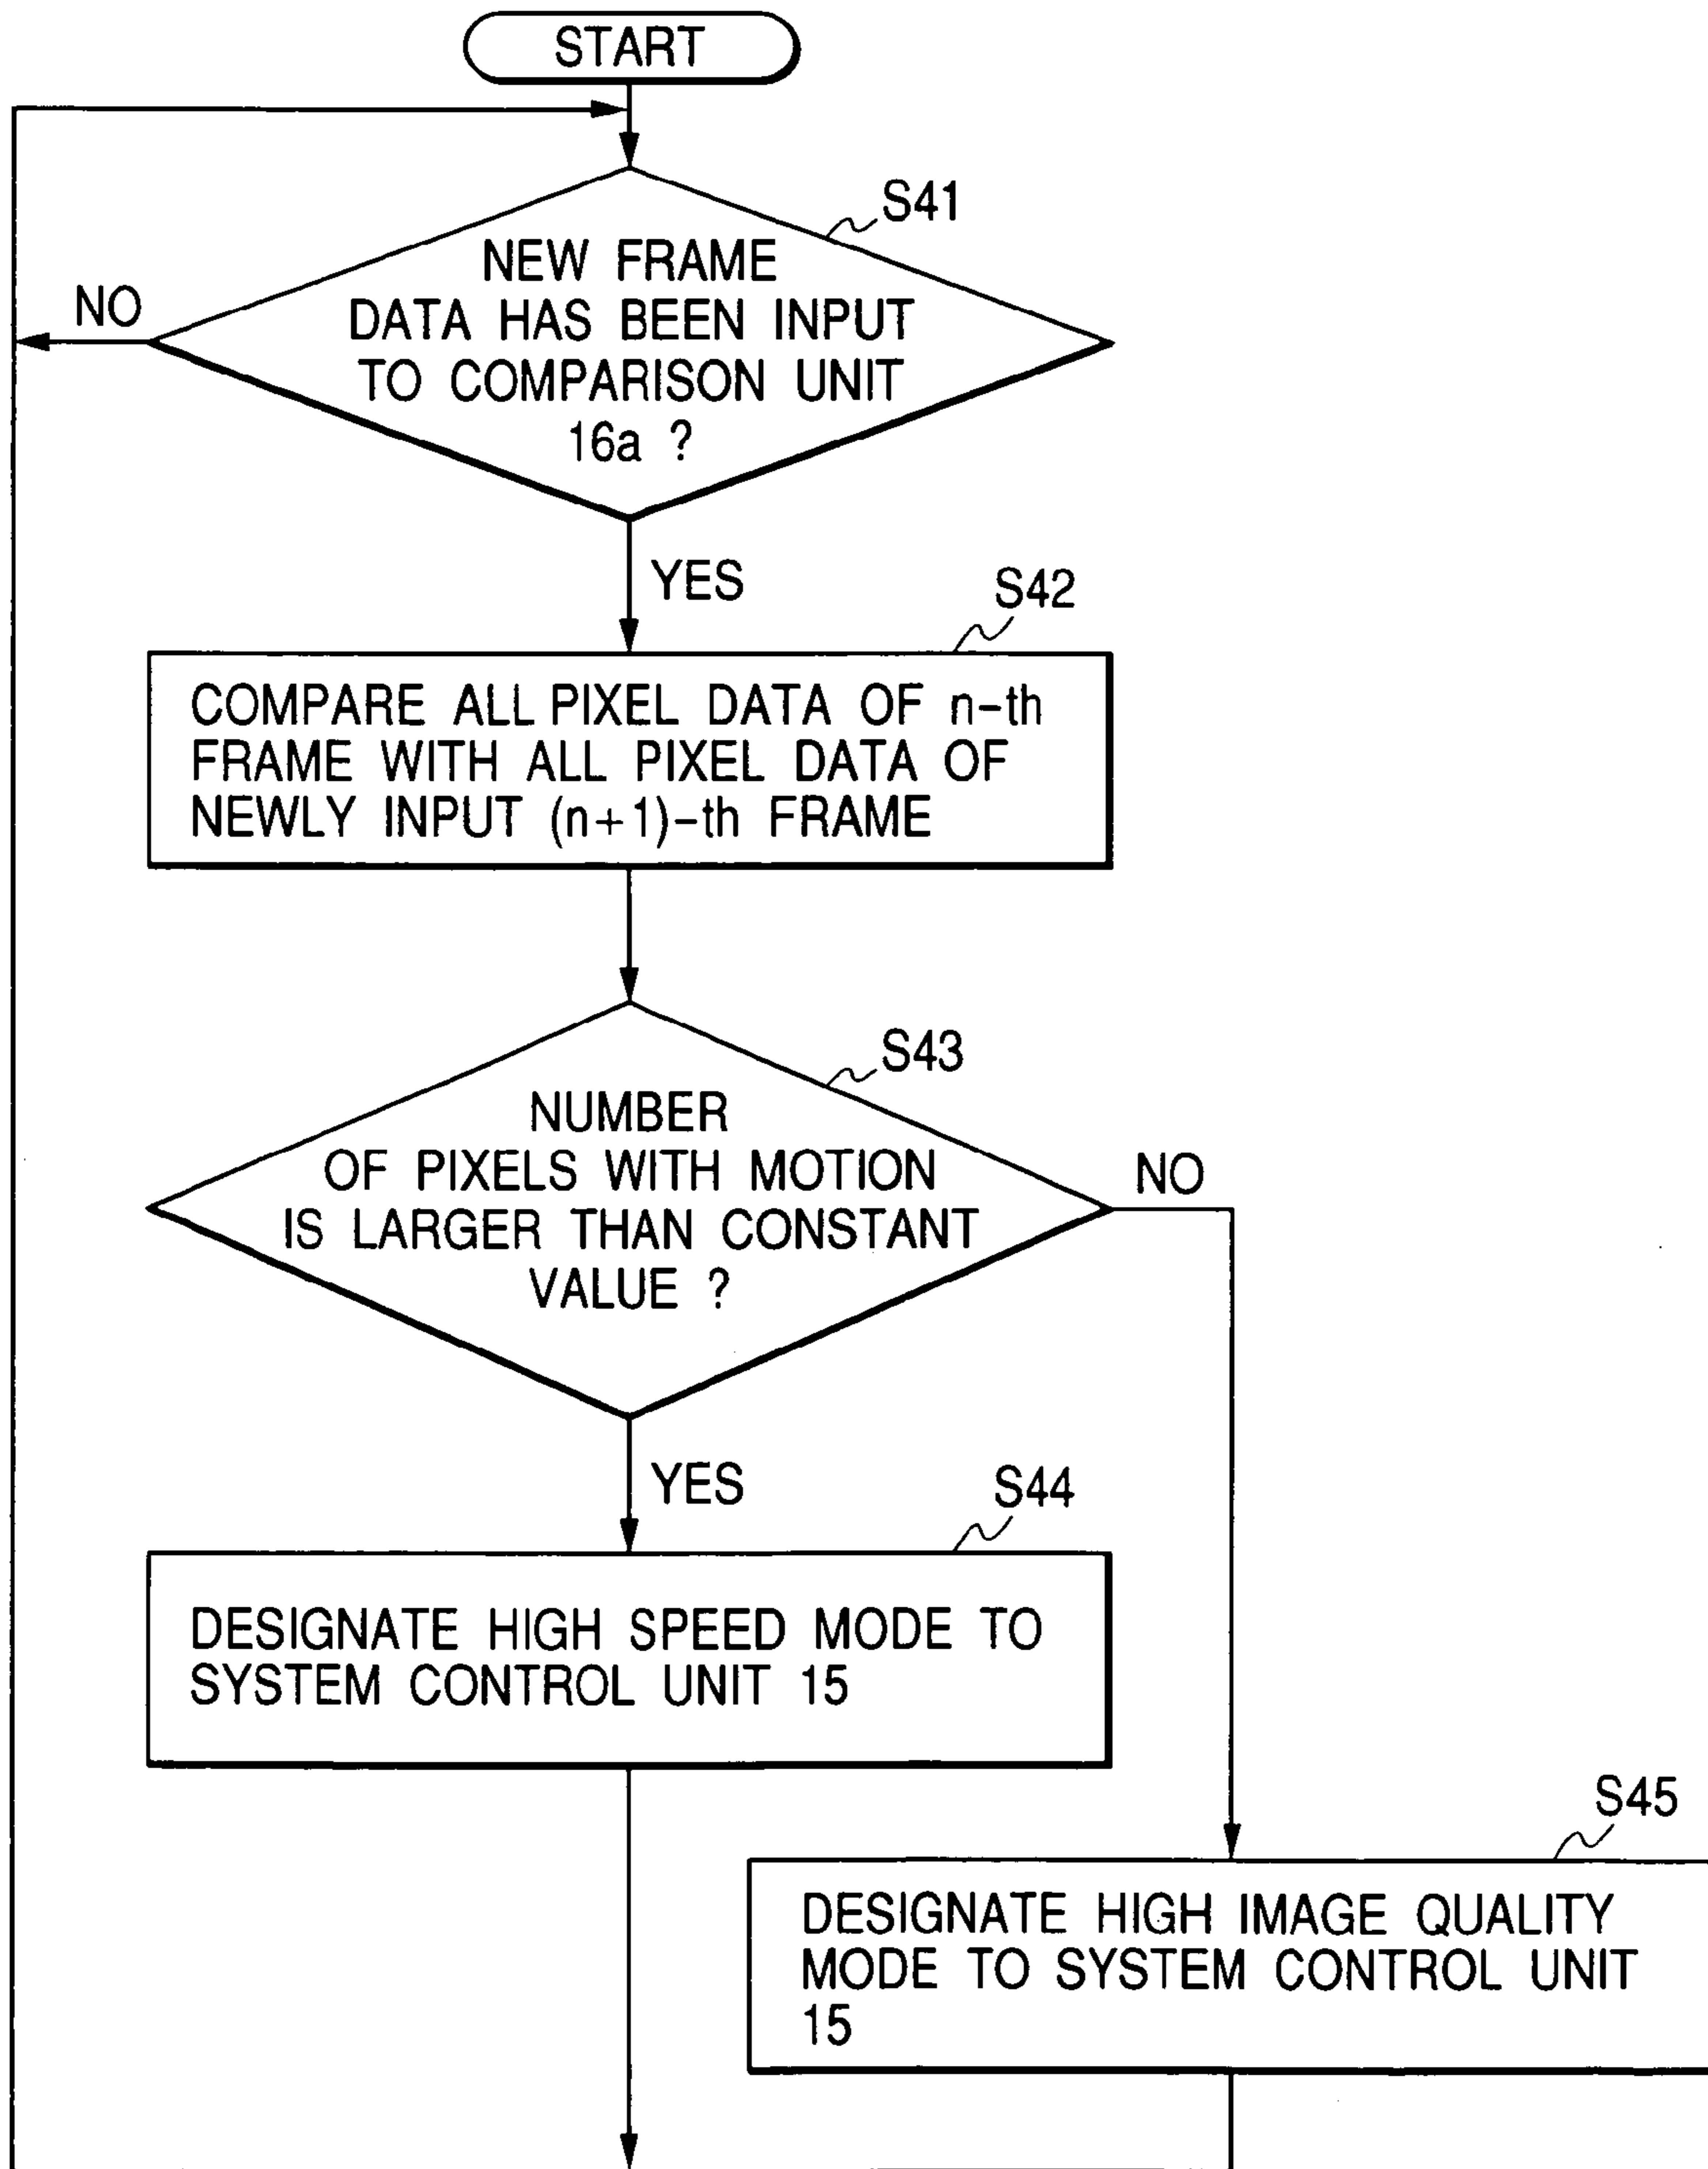 START
S41
NEW FRAME
DATA HAS BEEN INPUT
TO COMPARISON UNIT
16a ?
NO
YES
S42
COMPARE ALL PIXEL DATA OF n-th
FRAME WITH ALL PIXEL DATA OF
NEWLY INPUT (n+1)-th FRAME
S43
NUMBER
OF PIXELS WITH MOTION
IS LARGER THAN CONSTANT
VALUE ?
NO
YES
S44
DESIGNATE HIGH SPEED MODE TO
SYSTEM CONTROL UNIT 15
S45
DESIGNATE HIGH IMAGE QUALITY
MODE TO SYSTEM CONTROL UNIT
15